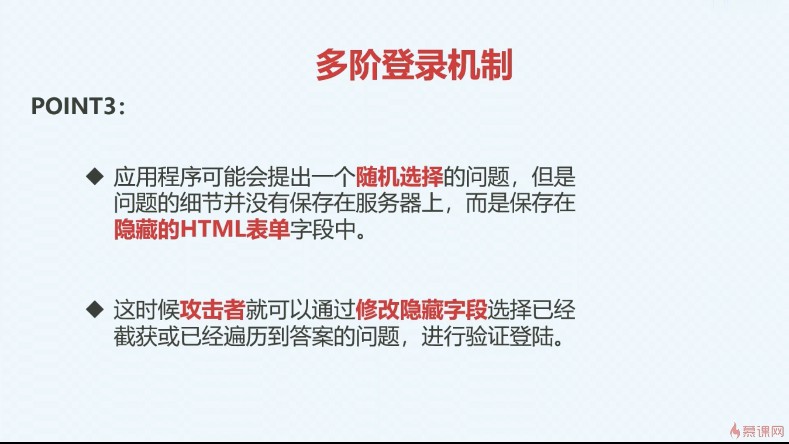 多阶登录机制
POINT3：
◆ 应用程序可能会提出一个随机选择的问题，但是
问题的细节并没有保存在服务器上，而是保存在
隐藏的HTML表单字段中。
◆ 这时候攻击者就可以通过修改隐藏字段选择已经
截获或已经遍历到答案的问题，进行验证登陆。
慕课网